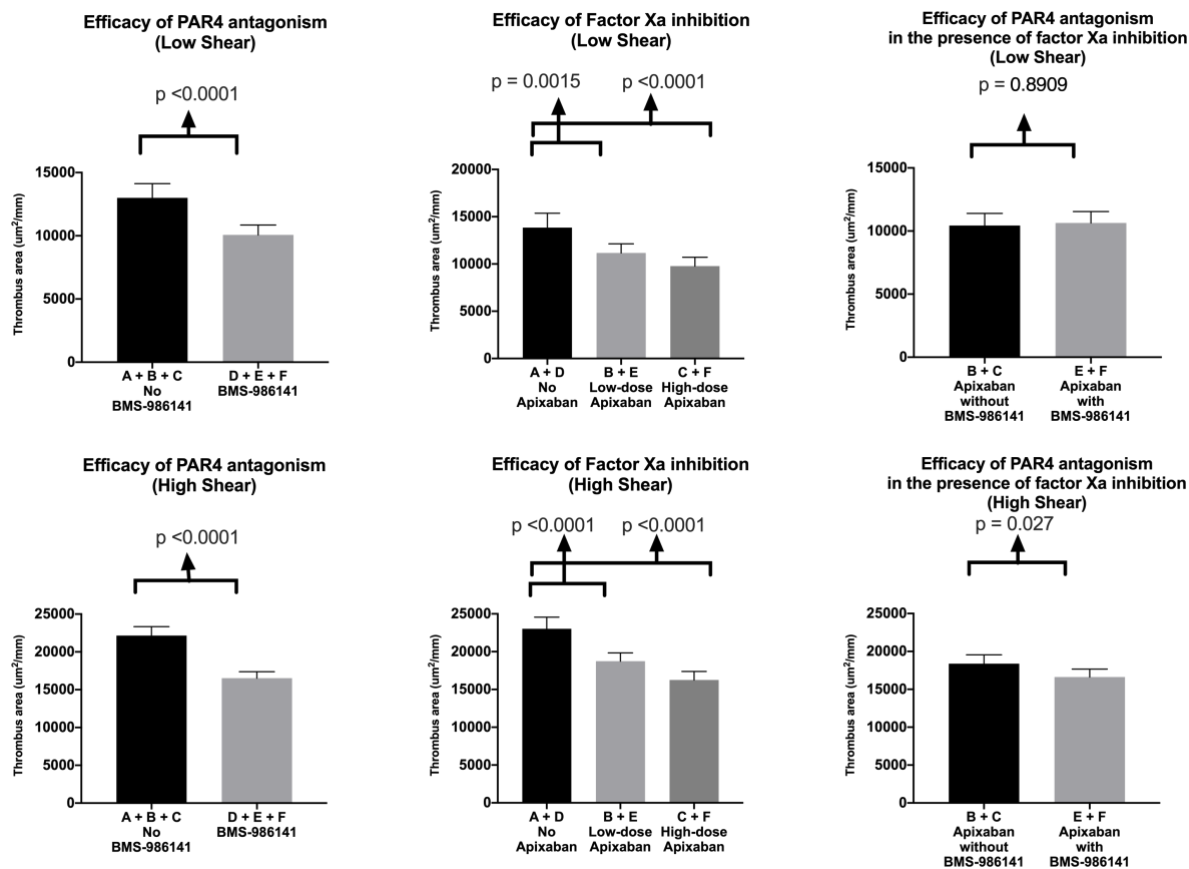 Efficacy of PAR4 antagonism
(Low Shear)
p <0.0001
Thrombus area (um²/mm)
15000
10000
5000
0
A + B + C
No
BMS-986141
D + E + F
BMS-986141
Efficacy of Factor Xa inhibition
(Low Shear)
p = 0.0015
p <0.0001
Thrombus area (um²/mm)
20000
15000
10000
5000
0
A + D
No
Apixaban
B + E
Low-dose
Apixaban
C + F
High-dose
Apixaban
Efficacy of PAR4 antagonism
in the presence of factor Xa inhibition
(Low Shear)
p = 0.8909
Thrombus area (um²/mm)
15000
10000
5000
0
B + C
Apixaban
without
BMS-986141
E + F
Apixaban
with
BMS-986141
Efficacy of PAR4 antagonism
(High Shear)
p <0.0001
Thrombus area (um²/mm)
25000
20000
15000
10000
5000
0
A + B + C
No
BMS-986141
D + E + F
BMS-986141
Efficacy of Factor Xa inhibition
(High Shear)
p <0.0001
p <0.0001
Thrombus area (um²/mm)
25000
20000
15000
10000
5000
0
A + D
No
Apixaban
B + E
Low-dose
Apixaban
C + F
High-dose
Apixaban
Efficacy of PAR4 antagonism
in the presence of factor Xa inhibition
(High Shear)
p = 0.027
Thrombus area (um²/mm)
25000
20000
15000
10000
5000
0
B + C
Apixaban
without
BMS-986141
E + F
Apixaban
with
BMS-986141